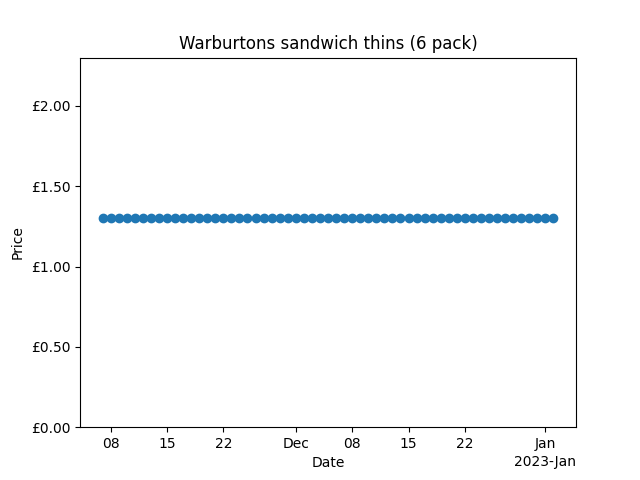 Warburtons sandwich thins (6 pack)
£2.00
£1.50
£1.00
£0.50
£0.00
Price
08 15 22 Dec 08 15 22 Jan
2023-Jan
Date